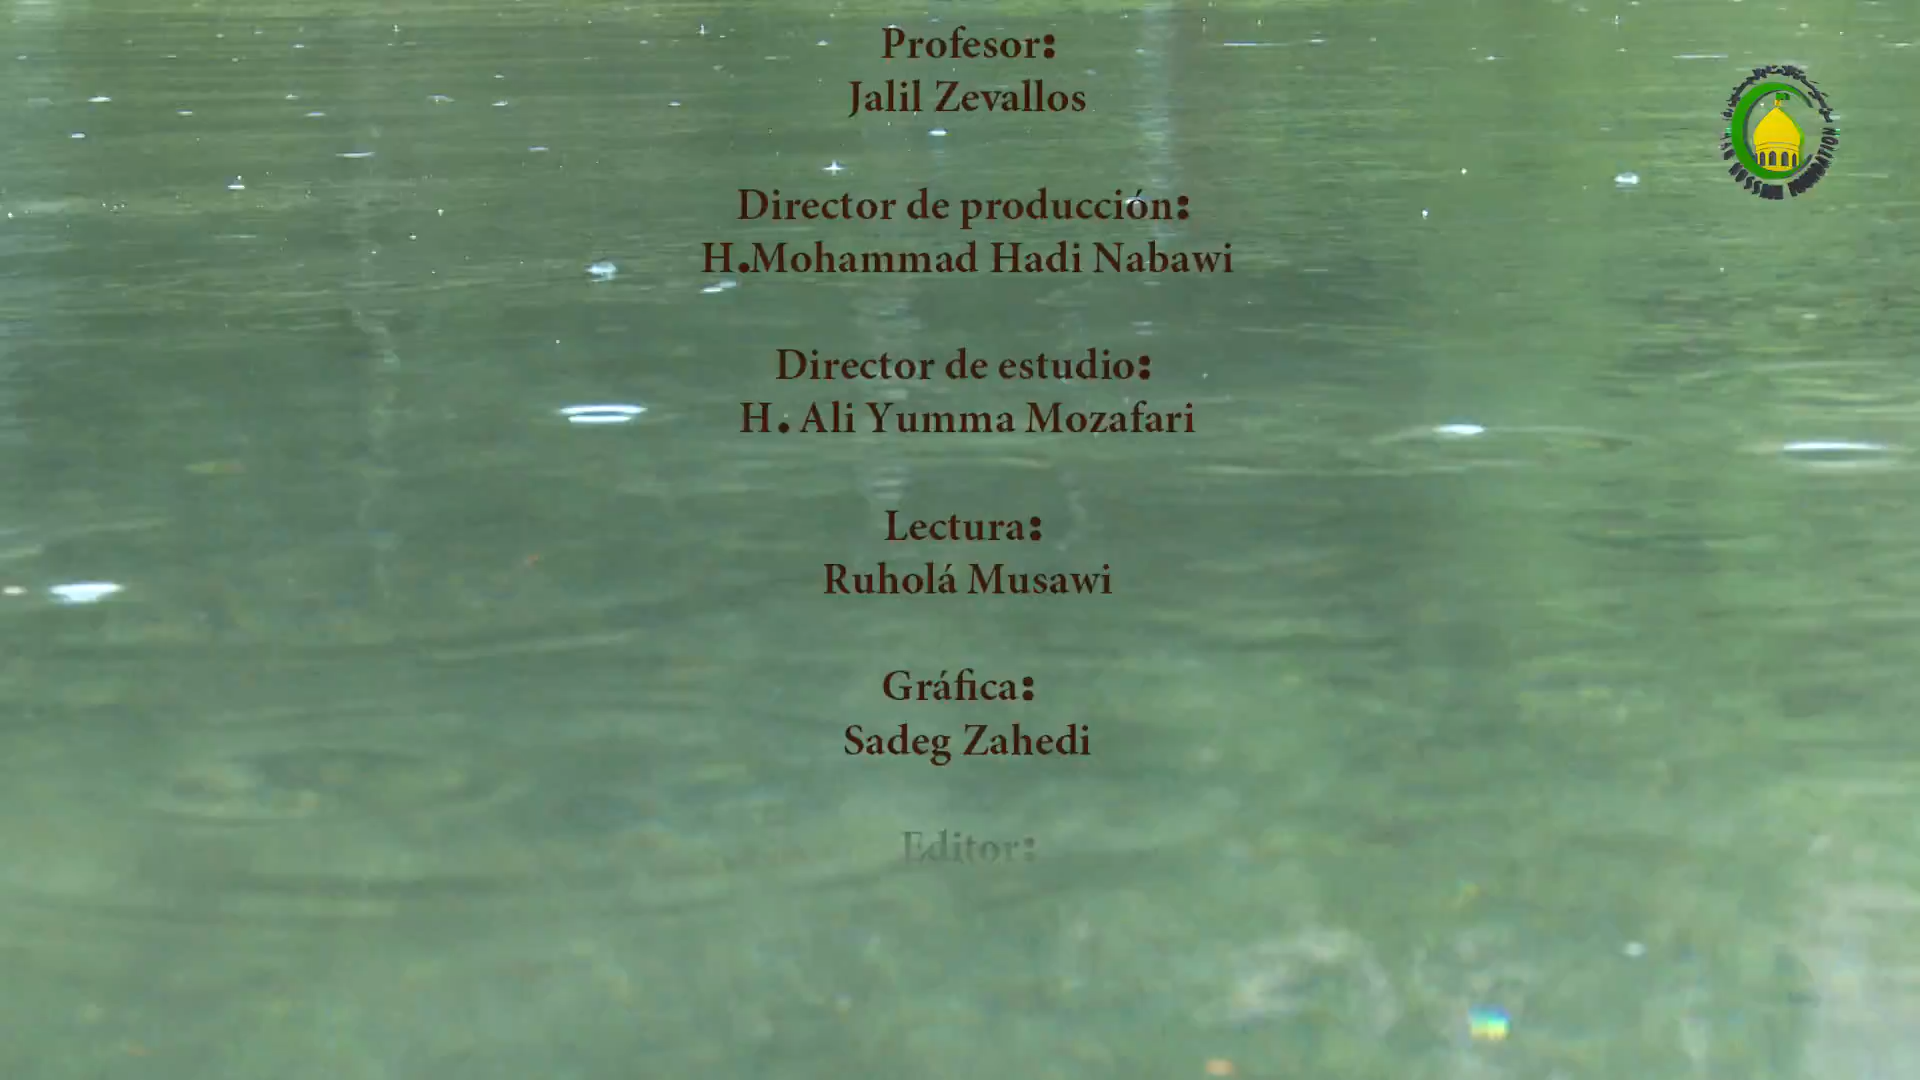 Profesor:
Jalil Zevallos
Director de producción:
H.Mohammad Hadi Nabawi
Director de estudio:
H. Ali Yumma Mozafari
Lectura:
Ruholá Musawi
Gráfica:
Sadeg Zahedi
Editor: